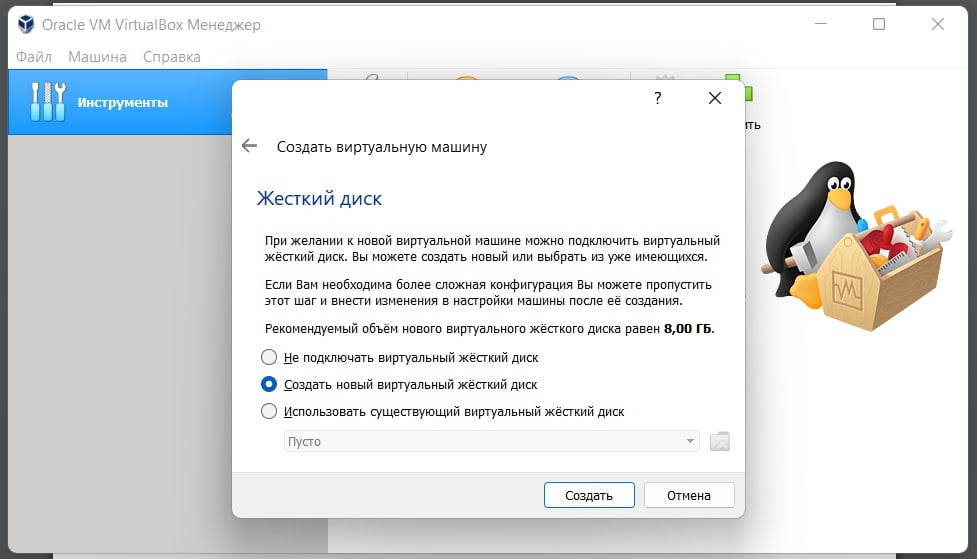 Oracle VM VirtualBox Менеджер
Файл Машина Справка
Инструменты
?
Создать виртуальную машину
Жесткий диск
При желании к новой виртуальной машине можно подключить виртуальный
жёсткий диск. Вы можете создать новый или выбрать из уже имеющихся.
Если Вам необходима более сложная конфигурация Вы можете пропустить
этот шаг и внести изменения в настройки машины после её создания.
Рекомендуемый объём нового виртуального жёсткого диска равен 8,00 ГБ.
Не подключать виртуальный жёсткий диск
Создать новый виртуальный жёсткий диск
Использовать существующий виртуальный жёсткий диск
Пусто
Создать Отмена